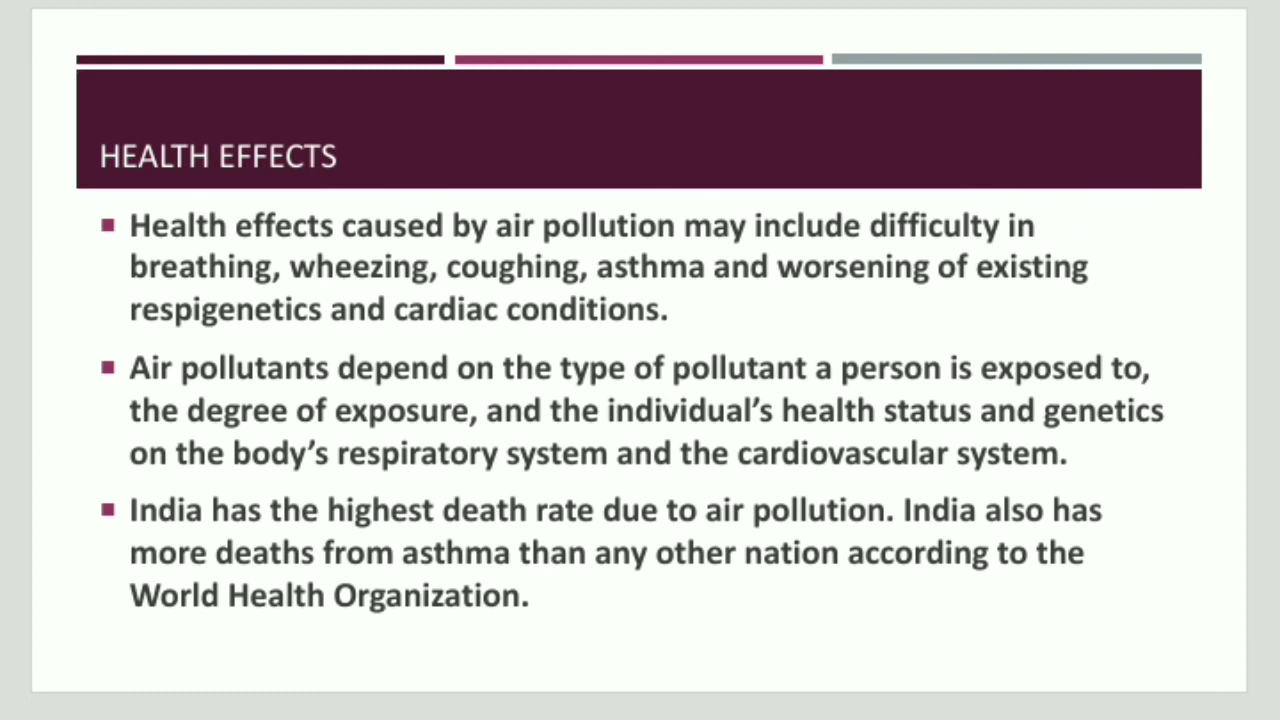 HEALTH EFFECTS
Health effects caused by air pollution may include difficulty in
breathing, wheezing, coughing, asthma and worsening of existing
respigenetics and cardiac conditions.
Air pollutants depend on the type of pollutant a person is exposed to,
the degree of exposure, and the individual’s health status and genetics
on the body’s respiratory system and the cardiovascular system.
India has the highest death rate due to air pollution. India also has
more deaths from asthma than any other nation according to the
World Health Organization.